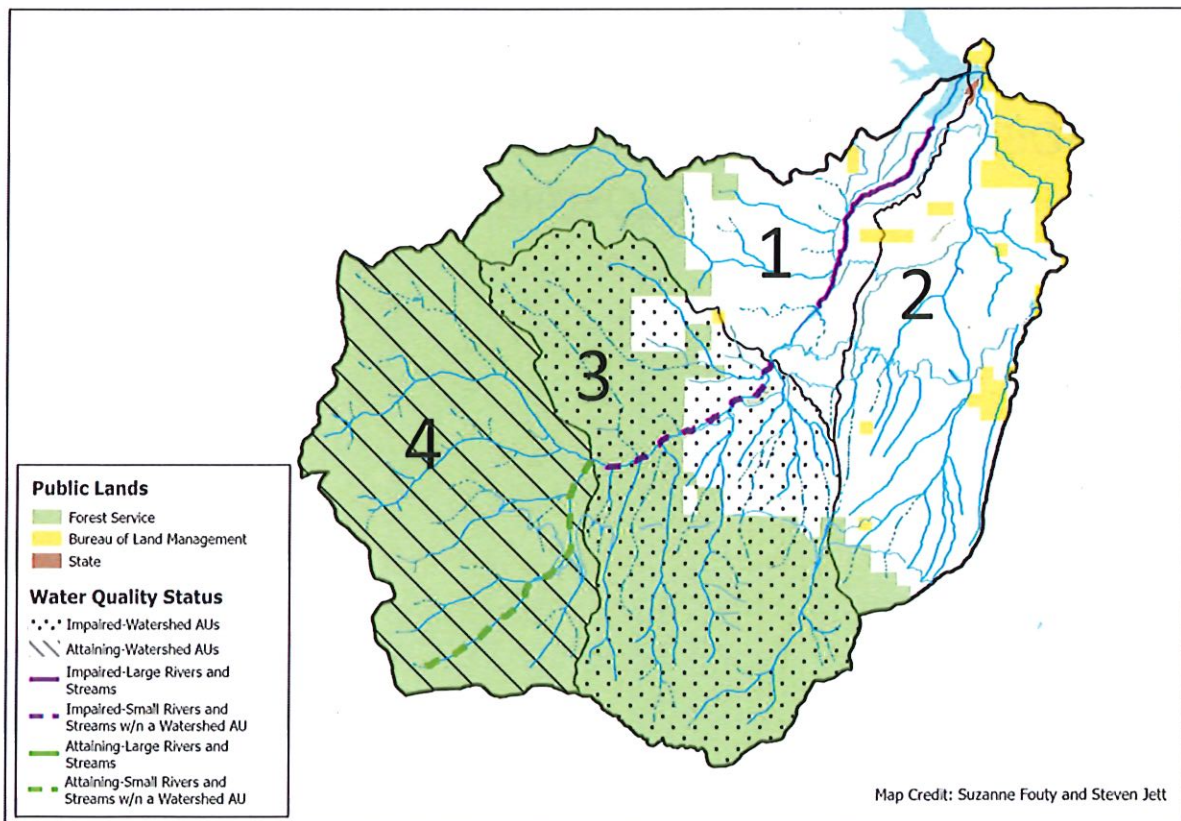 1
2
3
4
Public Lands
Forest Service
Bureau of Land Management
State
Water Quality Status
Impaired-Watershed AUs
Attaining-Watershed AUs
Impaired-Large Rivers and
Streams
Impaired-Small Rivers and
Streams w/n a Watershed AU
Attaining-Large Rivers and
Streams
Attaining-Small Rivers and
Streams w/n a Watershed AU
Map Credit: Suzanne Fouty and Steven Jett